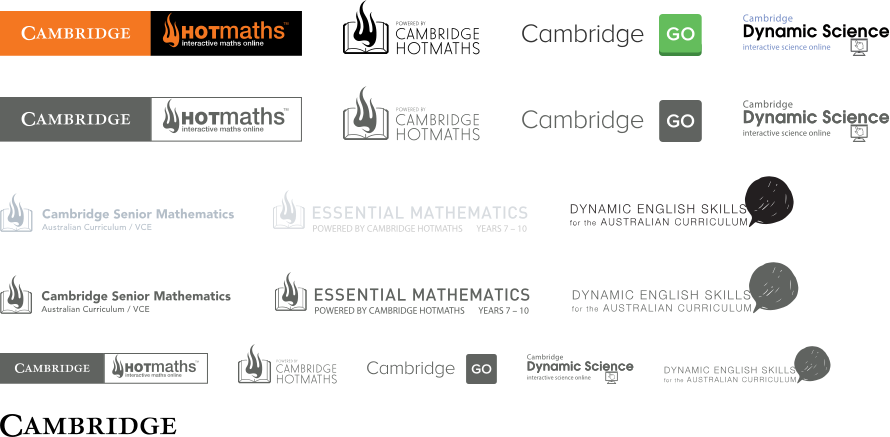 CAMBRIDGE HOTmaths™
interactive maths online
POWERED BY
CAMBRIDGE
HOTMATHS
Cambridge GO
Cambridge
Dynamic Science
interactive science online
CAMBRIDGE HOTmaths™
interactive maths online
POWERED BY
CAMBRIDGE
HOTMATHS
Cambridge GO
Cambridge
Dynamic Science
interactive science online
Cambridge Senior Mathematics
Australian Curriculum / VCE
ESSENTIAL MATHEMATICS
POWERED BY CAMBRIDGE HOTMATHS YEARS 7 – 10
DYNAMIC ENGLISH SKILLS
for the AUSTRALIAN CURRICULUM
Cambridge Senior Mathematics
Australian Curriculum / VCE
ESSENTIAL MATHEMATICS
POWERED BY CAMBRIDGE HOTMATHS YEARS 7 – 10
DYNAMIC ENGLISH SKILLS
for the AUSTRALIAN CURRICULUM
CAMBRIDGE HOTmaths™
interactive maths online
POWERED BY
CAMBRIDGE
HOTMATHS
Cambridge GO
Cambridge
Dynamic Science
interactive science online
DYNAMIC ENGLISH SKILLS
for the AUSTRALIAN CURRICULUM
CAMBRIDGE